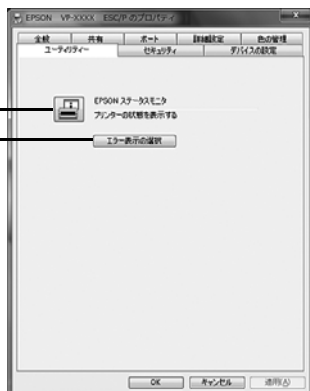 EPSON VP-XXXX ESC/Pのプロパティ
全般 共有 ポート 詳細設定 色の管理
ユーティリティー セキュリティ デバイスの設定
EPSON ステータスモニタ
プリンターの状態を表示する
エラー表示の選択
OK キャンセル 適用(A)